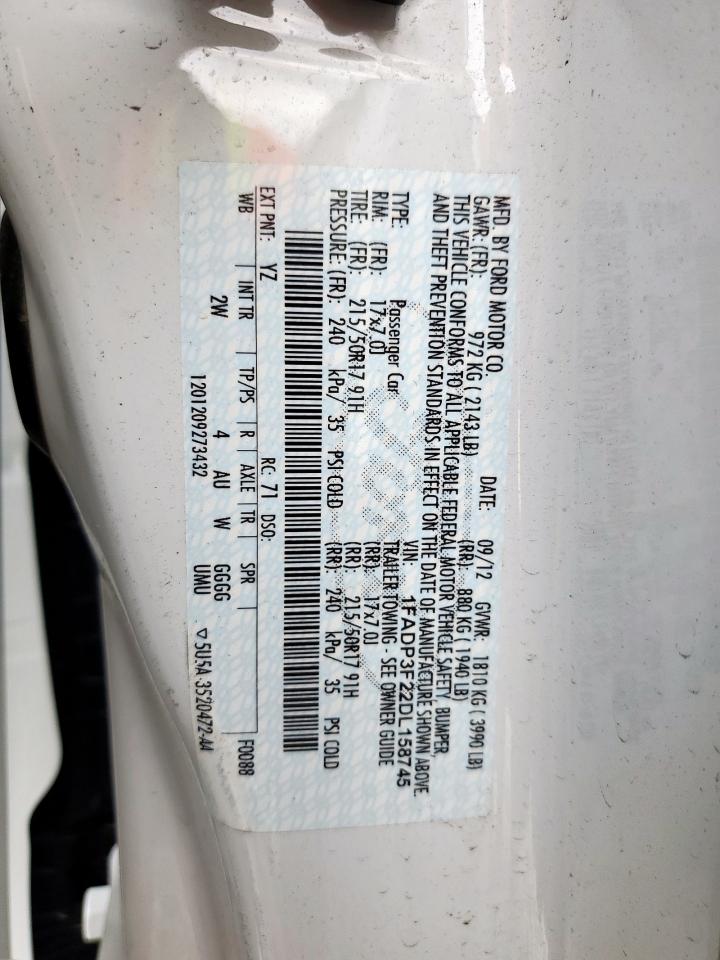 MFD. BY FORD MOTOR CO. DATE: 09/12 GVWR: 1810 KG ( 3990 LB)
GAWR: (FR): 972 KG ( 2143 LB) (RR): 880 KG ( 1940 LB)
THIS VEHICLE CONFORMS TO ALL APPLICABLE FEDERAL MOTOR VEHICLE SAFETY, BUMPER,
AND THEFT PREVENTION STANDARDS IN EFFECT ON THE DATE OF MANUFACTURE SHOWN ABOVE.
VIN: 1FADP3F22DL158745
TYPE: Passenger Car TRAILER TOWING - SEE OWNER GUIDE
RIM: (FR): 17x7.0J (RR): 17x7.0J
TIRE: (FR): 215/50R17 91H (RR): 215/50R17 91H
PRESSURE: (FR): 240 kPa/ 35 PSI COLD (RR): 240 kPa/ 35 PSI COLD
EXT PNT: YZ RC: 71 DSO: F0088
WB INT TR TP/PS R AXLE TR SPR
2W 4 AU W GGGG
UMU
1201209273432 ▽5U5A-3520472-AA